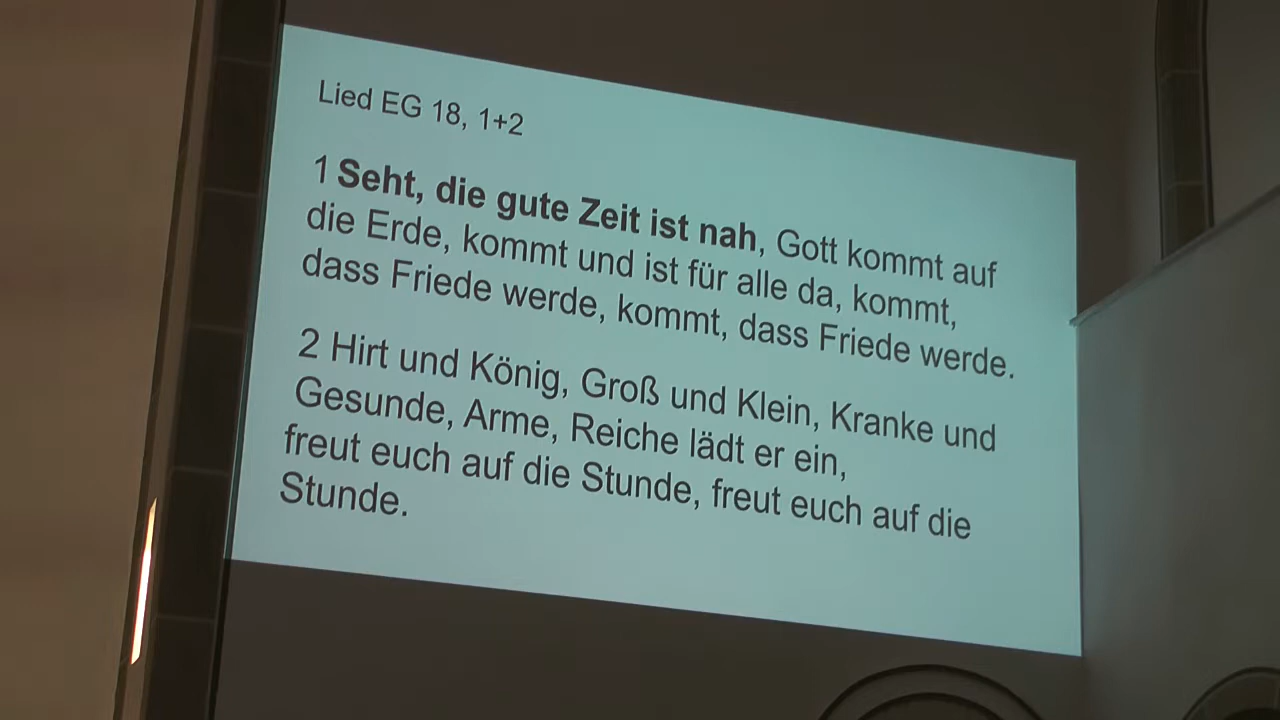 Lied EG 18, 1+2
1 Seht, die gute Zeit ist nah, Gott kommt auf
die Erde, kommt und ist für alle da, kommt,
dass Friede werde, kommt, dass Friede werde.
2 Hirt und König, Groß und Klein, Kranke und
Gesunde, Arme, Reiche lädt er ein,
freut euch auf die Stunde, freut euch auf die
Stunde.